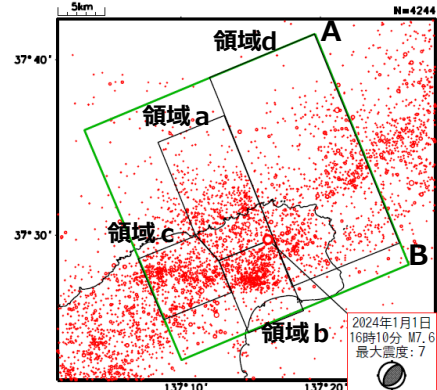 5km
N=4244
領域d
A
37°40′
領域a
37°30′
領域c
B
領域b
2024年1月1日
16時10分 M7.6
最大震度:7
137°10′
137°20′